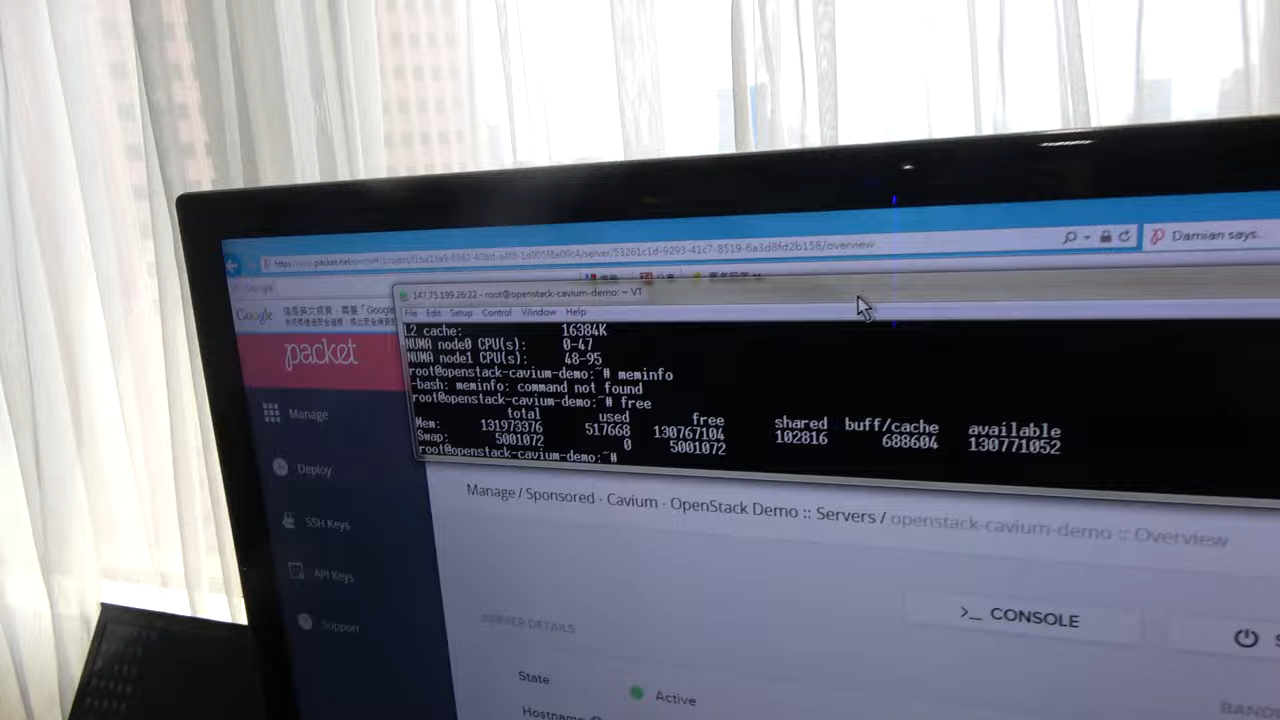 Damian says..
147.75.199.26:22 - root@openstack-cavium-demo: ~ VT
File Edit Setup Control Window Help
Google
L2 cache: 16384K
NUMA node0 CPU(s): 0-47
NUMA node1 CPU(s): 48-95
root@openstack-cavium-demo:~# meminfo
-bash: meminfo: command not found
root@openstack-cavium-demo:~# free
total used free shared buff/cache available
Mem: 131973376 517668 130767104 102816 688604 130771052
Swap: 5001072 0 5001072
root@openstack-cavium-demo:~#
packet
Manage
Deploy
SSH Keys
API Keys
Support
Manage / Sponsored - Cavium - OpenStack Demo :: Servers / openstack-cavium-demo :: Overview
>_ CONSOLE
SERVER DETAILS
State Active
Hostname